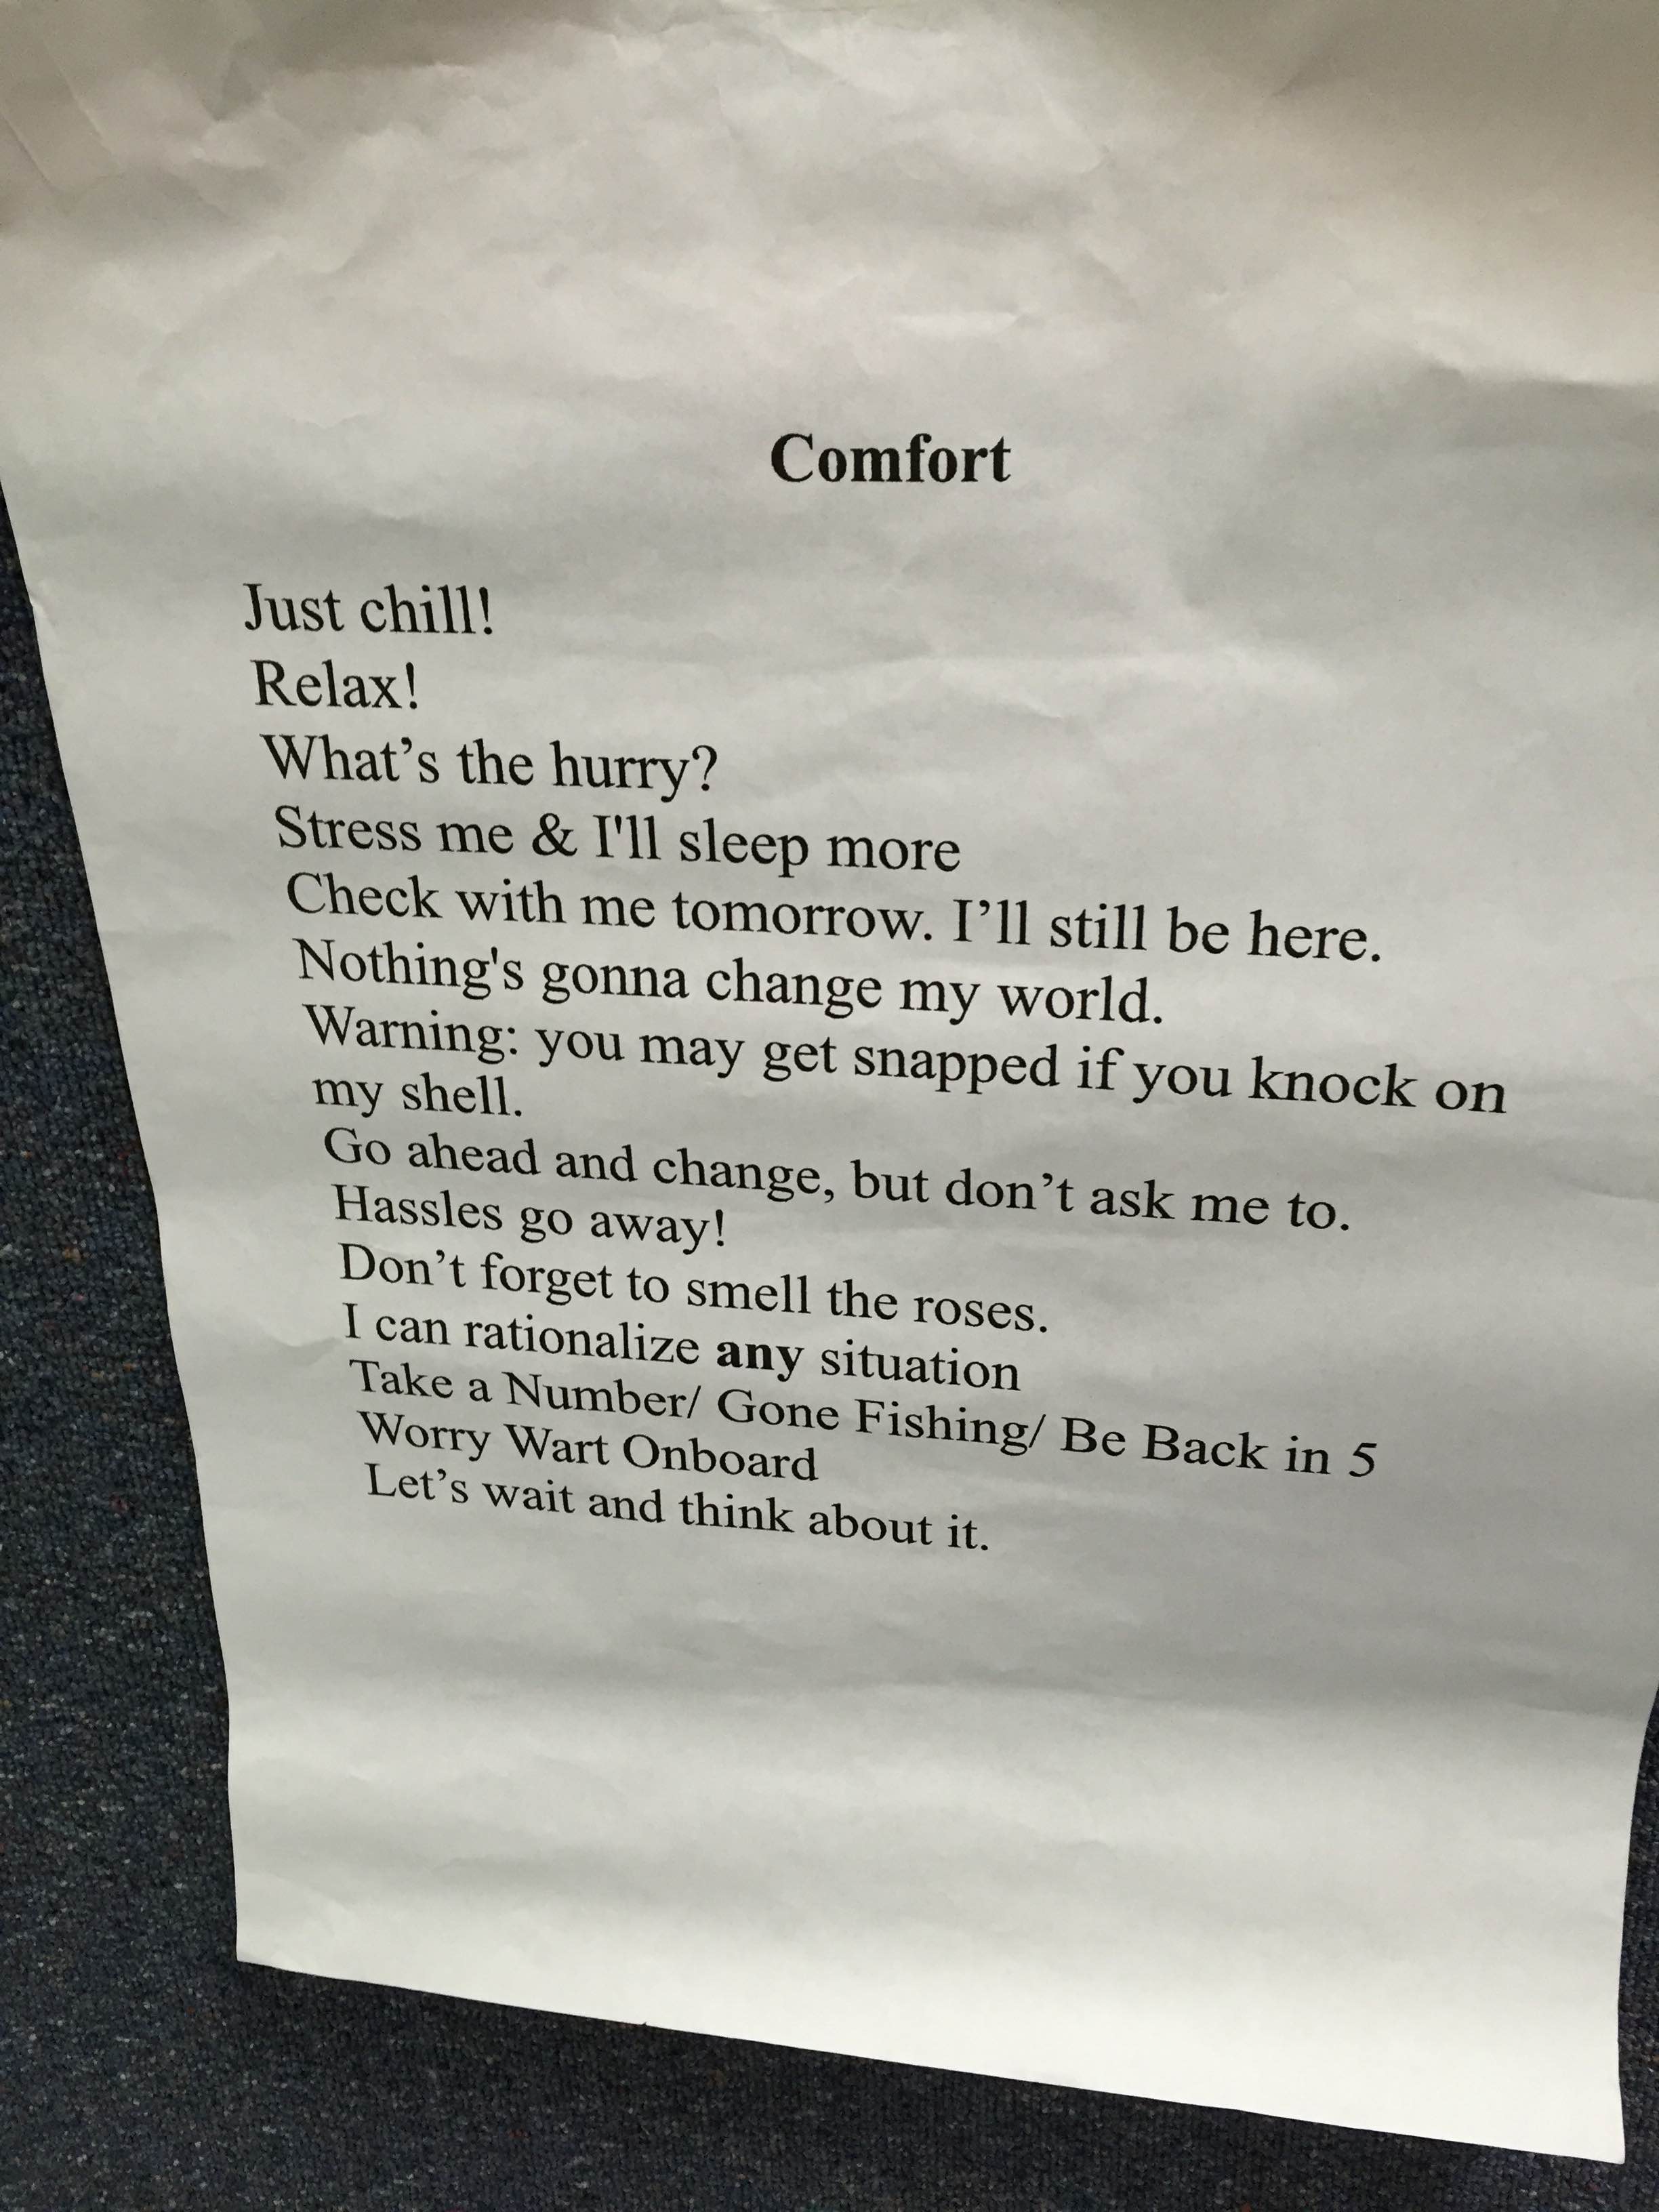 Comfort
Just chill!
Relax!
What’s the hurry?
Stress me & I'll sleep more
Check with me tomorrow. I’ll still be here.
Nothing's gonna change my world.
Warning: you may get snapped if you knock on
my shell.
Go ahead and change, but don’t ask me to.
Hassles go away!
Don’t forget to smell the roses.
I can rationalize any situation
Take a Number/ Gone Fishing/ Be Back in 5
Worry Wart Onboard
Let’s wait and think about it.